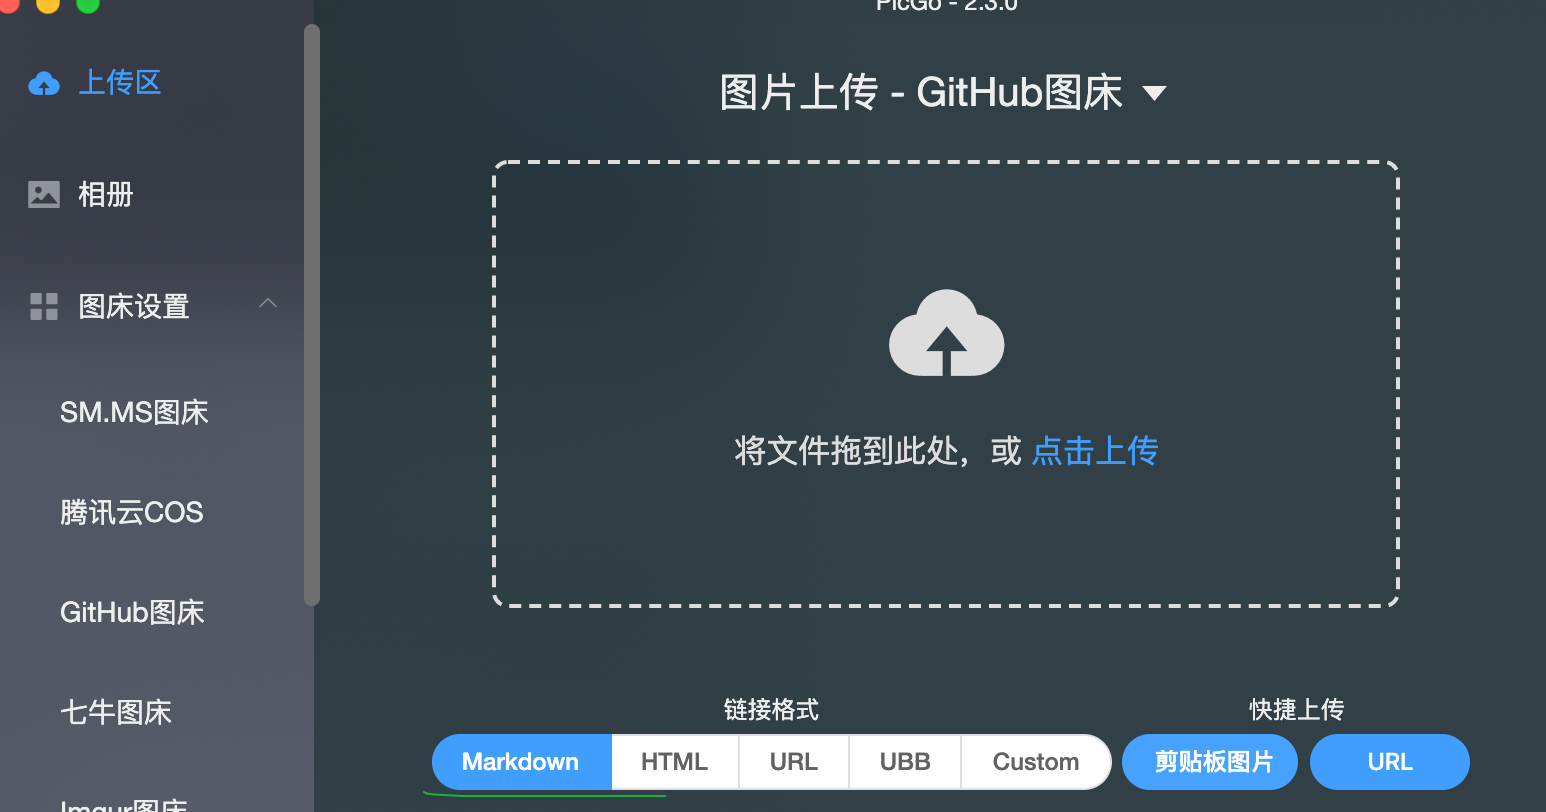 PicGo - 2.3.0
上传区
相册
图床设置
SM.MS图床
腾讯云COS
GitHub图床
七牛图床
Imgur图床
图片上传 - GitHub图床
将文件拖到此处，或 点击上传
链接格式
Markdown HTML URL UBB Custom
快捷上传
剪贴板图片 URL